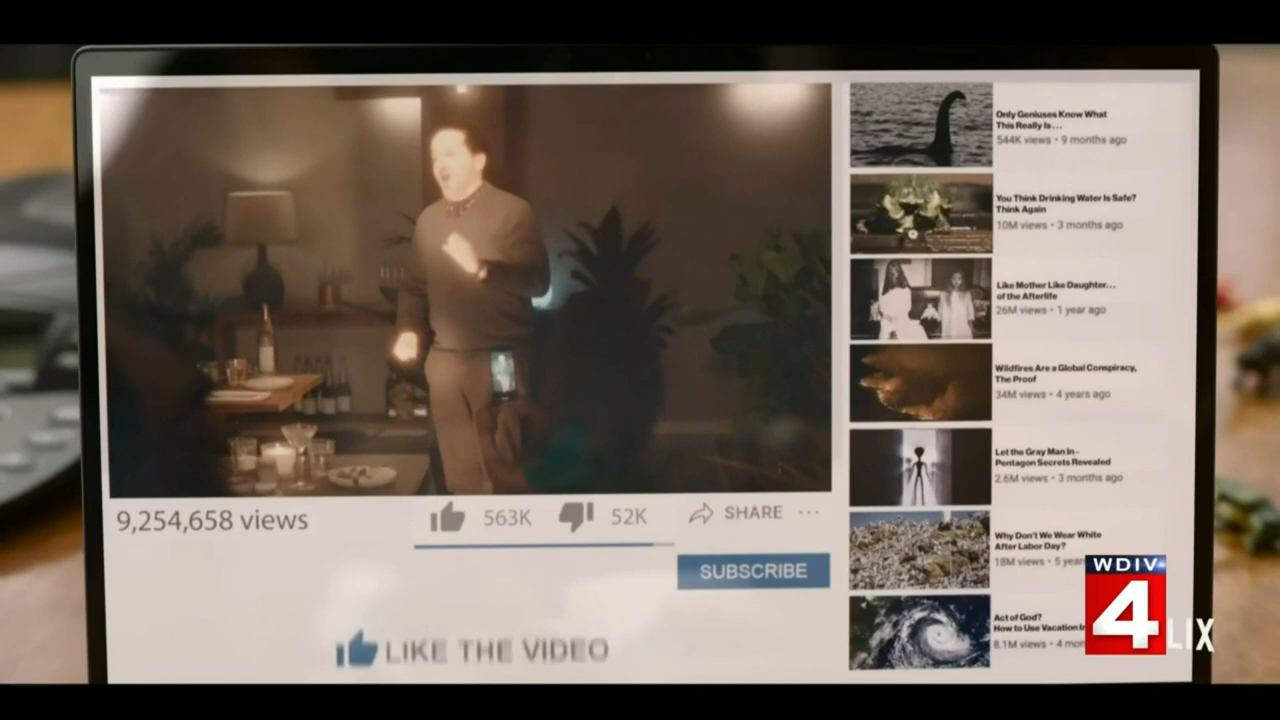 Only Geniuses Know What
This Really Is...
544K views • 9 months ago
You Think Drinking Water Is Safe?
Think Again
10M views • 3 months ago
Like Mother Like Daughter...
of the Afterlife
26M views • 1 year ago
Wildfires Are a Global Conspiracy,
The Proof
34M views • 4 years ago
Let the Gray Man In -
Pentagon Secrets Revealed
2.6M views • 3 months ago
Why Don't We Wear White
After Labor Day?
18M views • 5 year
Act of God?
How to Use Vacation In
8.1M views • 4 mon
9,254,658 views
563K
52K
SHARE
SUBSCRIBE
LIKE THE VIDEO
WDIV
4
LIX